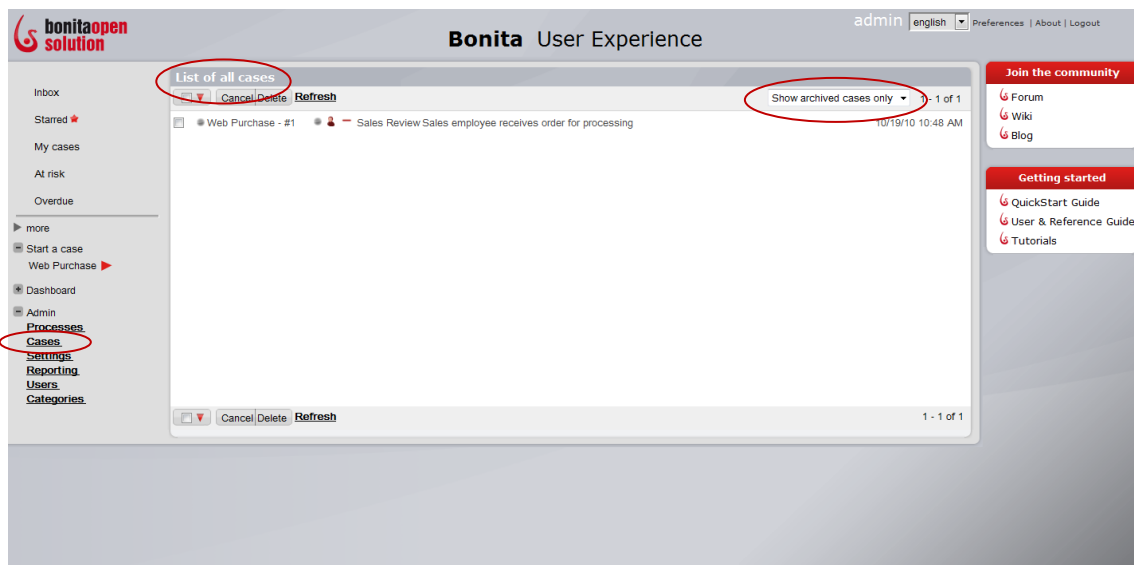 bonitaopen
solution
Bonita User Experience
admin english Preferences | About | Logout
Inbox
Starred
My cases
At risk
Overdue
more
Start a case
Web Purchase
Dashboard
Admin
Processes
Cases
Settings
Reporting
Users
Categories
List of all cases
Cancel Delete Refresh Show archived cases only 1 - 1 of 1
Web Purchase - #1 Sales Review Sales employee receives order for processing 10/19/10 10:48 AM
Cancel Delete Refresh 1 - 1 of 1
Join the community
Forum
Wiki
Blog
Getting started
QuickStart Guide
User & Reference Guide
Tutorials